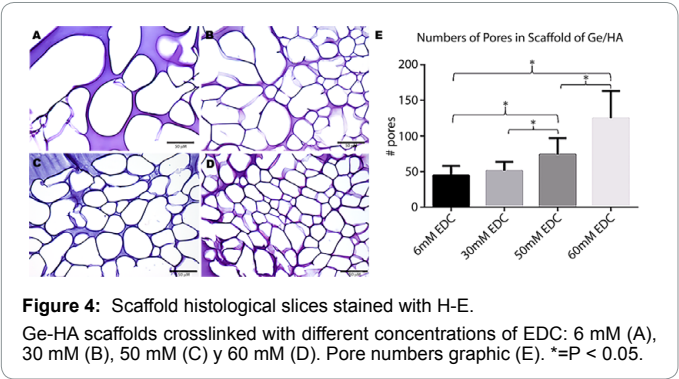 A
B
C
D
50 µM
E
Numbers of Pores in Scaffold of Ge/HA
# pores
200
150
100
50
0
*
*
*
*
6mM EDC
30mM EDC
50mM EDC
60mM EDC
Figure 4: Scaffold histological slices stained with H-E.
Ge-HA scaffolds crosslinked with different concentrations of EDC: 6 mM (A),
30 mM (B), 50 mM (C) y 60 mM (D). Pore numbers graphic (E). *=P < 0.05.